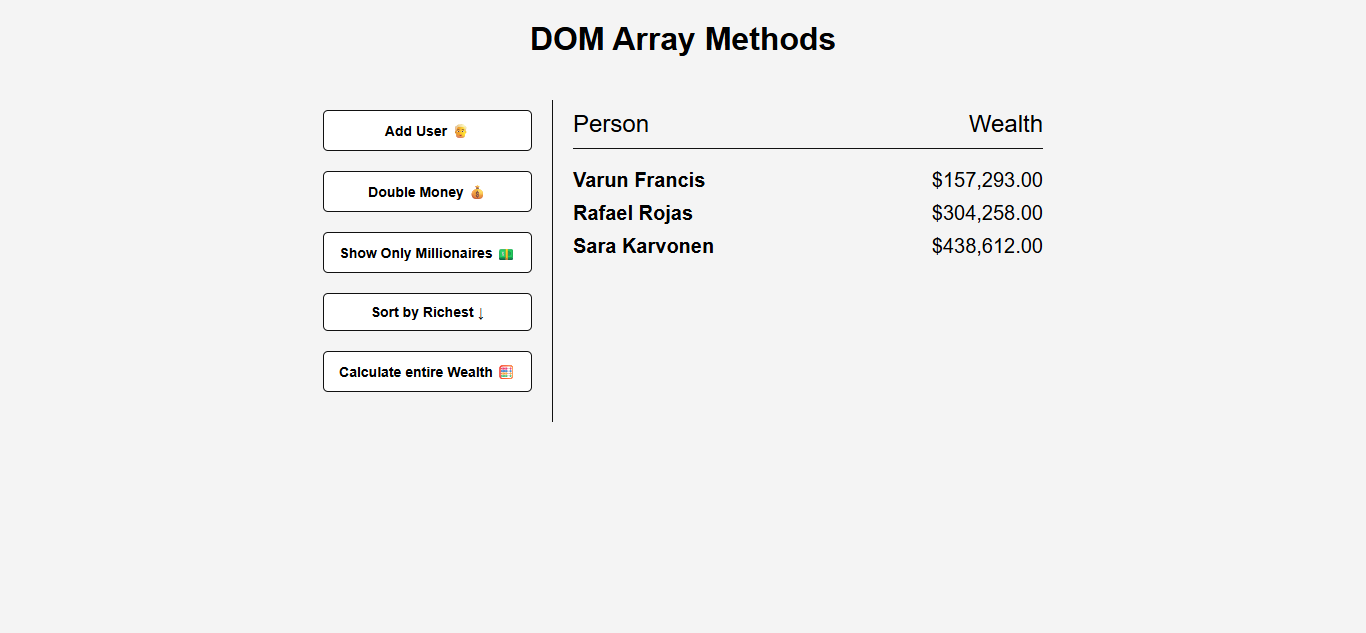 DOM Array Methods
Add User 👱
Double Money 💰
Show Only Millionaires 💵
Sort by Richest ↓
Calculate entire Wealth 🧮
Person Wealth
Varun Francis $157,293.00
Rafael Rojas $304,258.00
Sara Karvonen $438,612.00